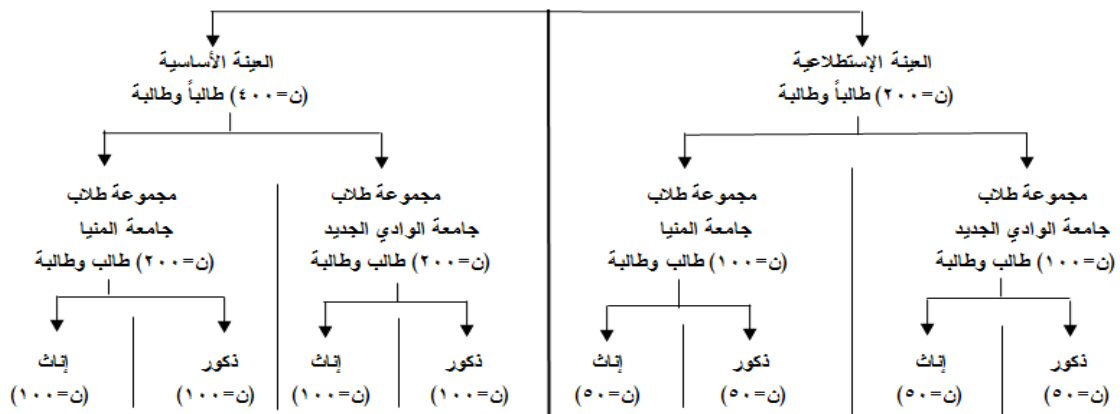 العينة الإستطلاعية
(ن=٢٠٠) طالباً وطالبة
مجموعة طلاب
جامعة الوادي الجديد
(ن=١٠٠) طالب وطالبة
ذكور
(ن=٥٠)
إناث
(ن=٥٠)
مجموعة طلاب
جامعة المنيا
(ن=١٠٠) طالب وطالبة
ذكور
(ن=٥٠)
إناث
(ن=٥٠)
العينة الأساسية
(ن=٤٠٠) طالباً وطالبة
مجموعة طلاب
جامعة الوادي الجديد
(ن=٢٠٠) طالب وطالبة
ذكور
(ن=١٠٠)
إناث
(ن=١٠٠)
مجموعة طلاب
جامعة المنيا
(ن=٢٠٠) طالب وطالبة
ذكور
(ن=١٠٠)
إناث
(ن=١٠٠)